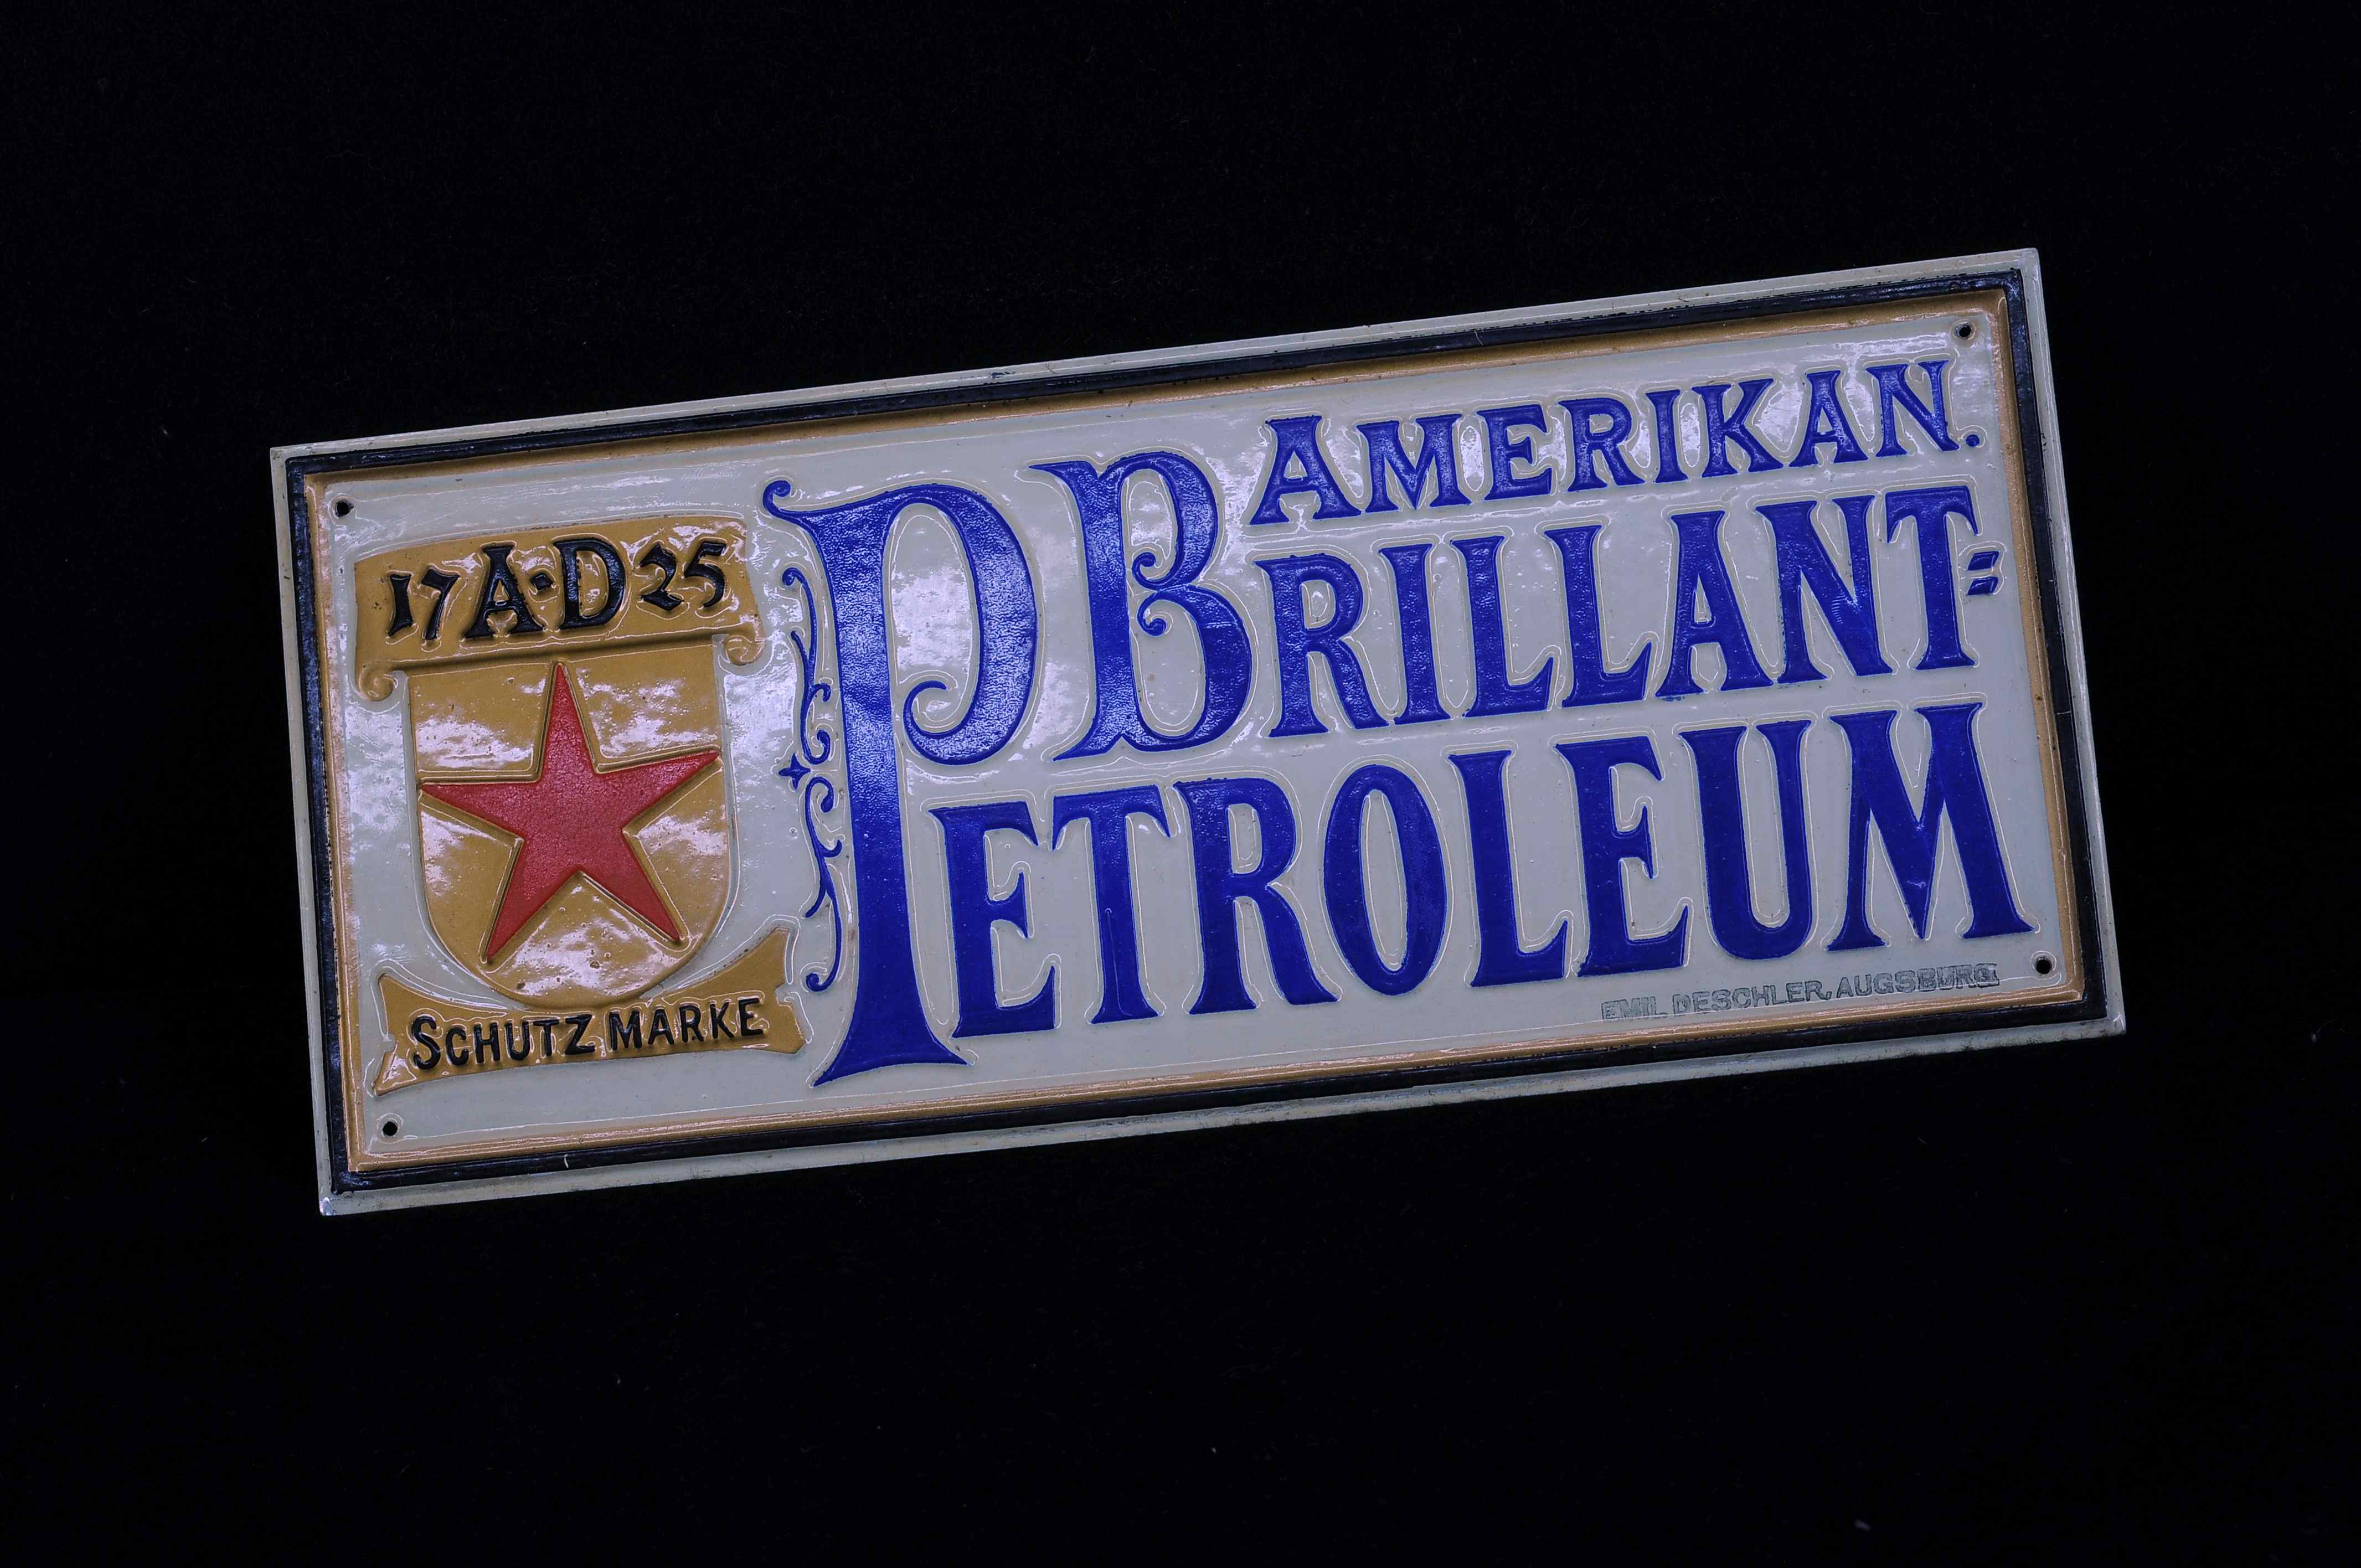 17 A·D 25
SCHUTZ MARKE
AMERIKAN.
BRILLANT=
PETROLEUM
EMIL DESCHLER, AUGSBURG